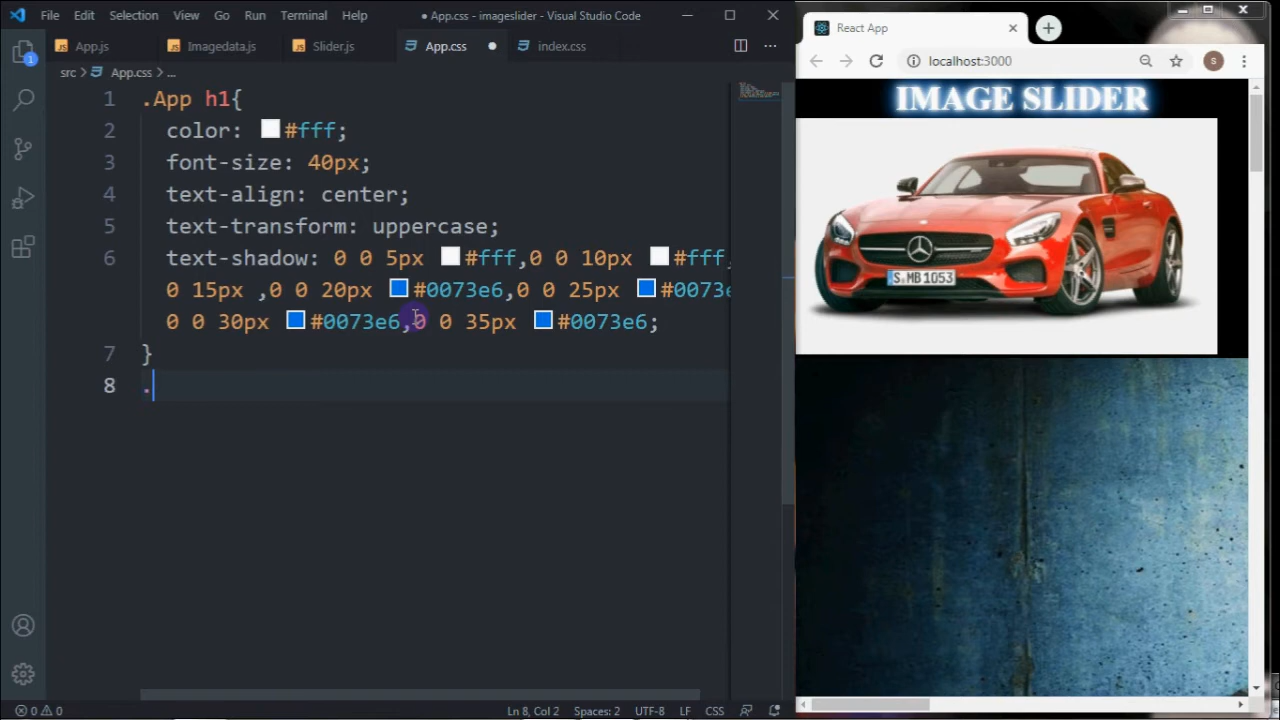 File Edit Selection View Go Run Terminal Help ● App.css - imageslider - Visual Studio Code
React App
1
JS App.js JS Imagedata.js JS Slider.js App.css ● index.css ···
localhost:3000 S
src > App.css > ...
1 .App h1{
2 color: #fff;
3 font-size: 40px;
4 text-align: center;
5 text-transform: uppercase;
6 text-shadow: 0 0 5px #fff,0 0 10px #fff,
0 15px ,0 0 20px #0073e6,0 0 25px #0073e
0 0 30px #0073e6,0 0 35px #0073e6;
7 }
8 .
IMAGE SLIDER
S·MB 1053
0 0 Ln 8, Col 2 Spaces: 2 UTF-8 LF CSS